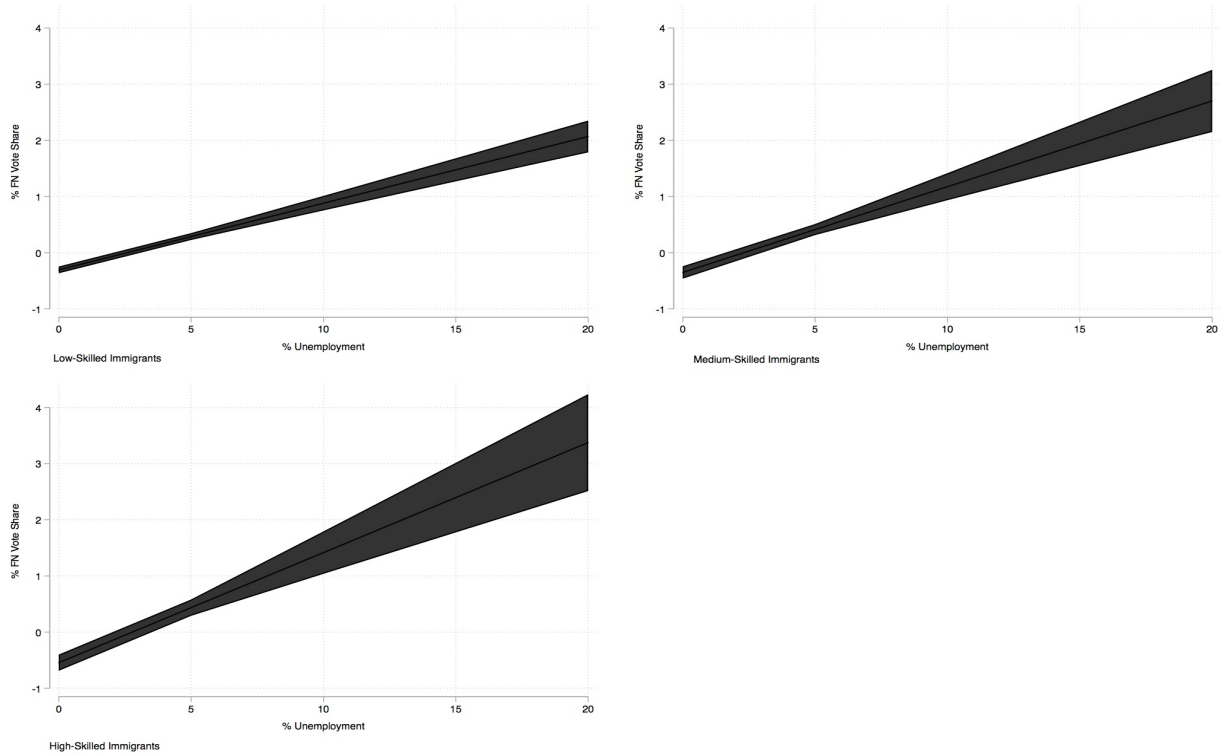 4
3
2
1
0
-1
% FN Vote Share
0 5 10 15 20
% Unemployment
Low-Skilled Immigrants
4
3
2
1
0
-1
% FN Vote Share
0 5 10 15 20
% Unemployment
Medium-Skilled Immigrants
4
3
2
1
0
-1
% FN Vote Share
0 5 10 15 20
% Unemployment
High-Skilled Immigrants